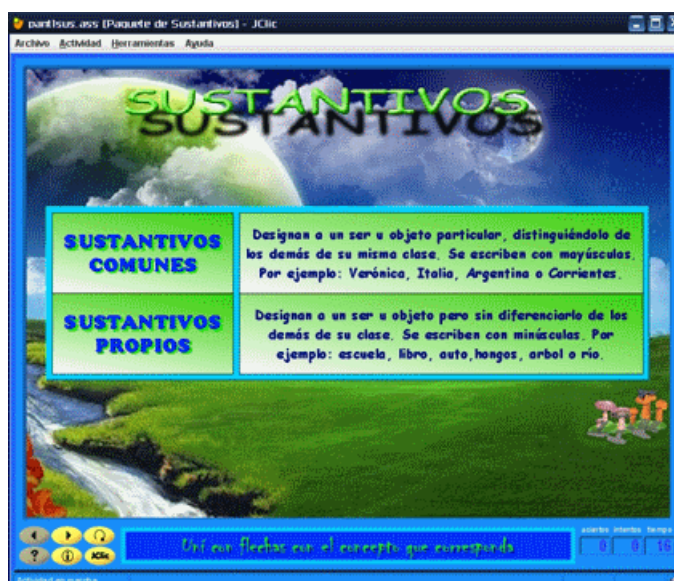 pantlsus.ass (Paquete de Sustantivos) - JClic
Archivo Actividad Herramientas Ayuda
SUSTANTIVOS
SUSTANTIVOS COMUNES
Designan a un ser u objeto particular, distinguiéndolo de
los demás de su misma clase. Se escriben con mayúsculas.
Por ejemplo: Verónica, Italia, Argentina o Corrientes.
SUSTANTIVOS PROPIOS
Designan a un ser u objeto pero sin diferenciarlo de los
demás de su clase. Se escriben con minúsculas. Por
ejemplo: escuela, libro, auto,hongos, arbol o río.
Uní con flechas con el concepto que corresponda
aciertos intentos tiempo
0 0 16
? i JClic